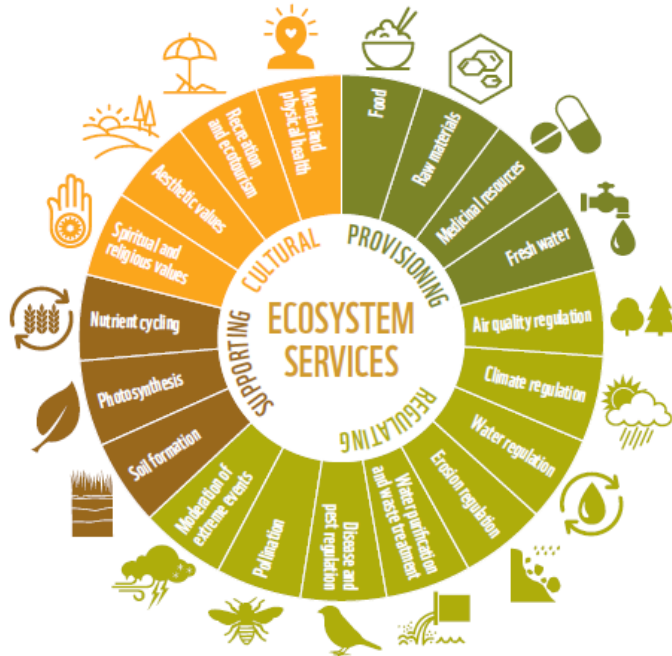 ECOSYSTEM
SERVICES
PROVISIONING
Food
Raw materials
Medicinal resources
Fresh water
REGULATING
Air quality regulation
Climate regulation
Water regulation
Erosion regulation
Water purification
and waste treatment
Disease and
pest regulation
Pollination
Moderation of
extreme events
SUPPORTING
Soil formation
Photosynthesis
Nutrient cycling
CULTURAL
Spiritual and
religious values
Aesthetic values
Recreation
and ecotourism
Mental and
physical health